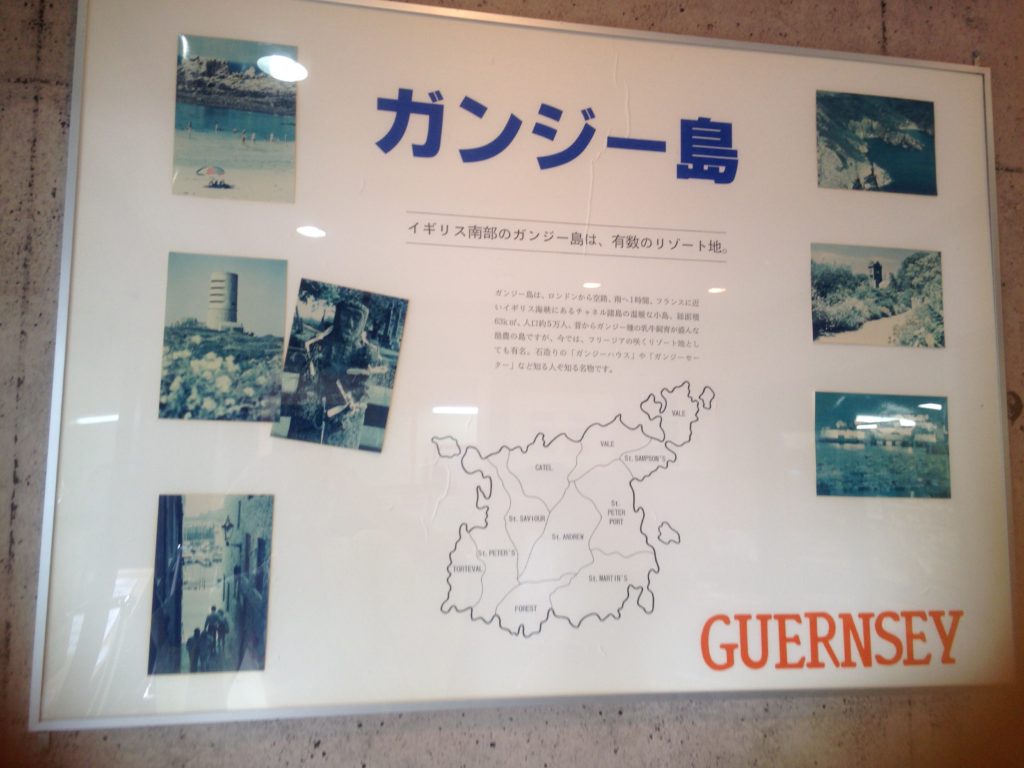 ガンジー島
イギリス南部のガンジー島は、有数のリゾート地。
ガンジー島は、ロンドンから空路、南へ1時間、フランスに近
いイギリス海峡にあるチャネル諸島の温暖な小島。総面積
63k㎡、人口約5万人、昔からガンジー種の乳牛飼育が盛んな
酪農の島ですが、今では、フリージアの咲くリゾート地とし
ても有名。石造りの「ガンジーハウス」や「ガンジーセー
ター」など知る人ぞ知る名物です。
VALE
VALE
St. SAMPSON'S
CATEL
St.
PETER
PORT
St. SAVIOUR
St. ANDREW
St. PETER'S
TORTEVAL
St. MARTIN'S
FOREST
GUERNSEY